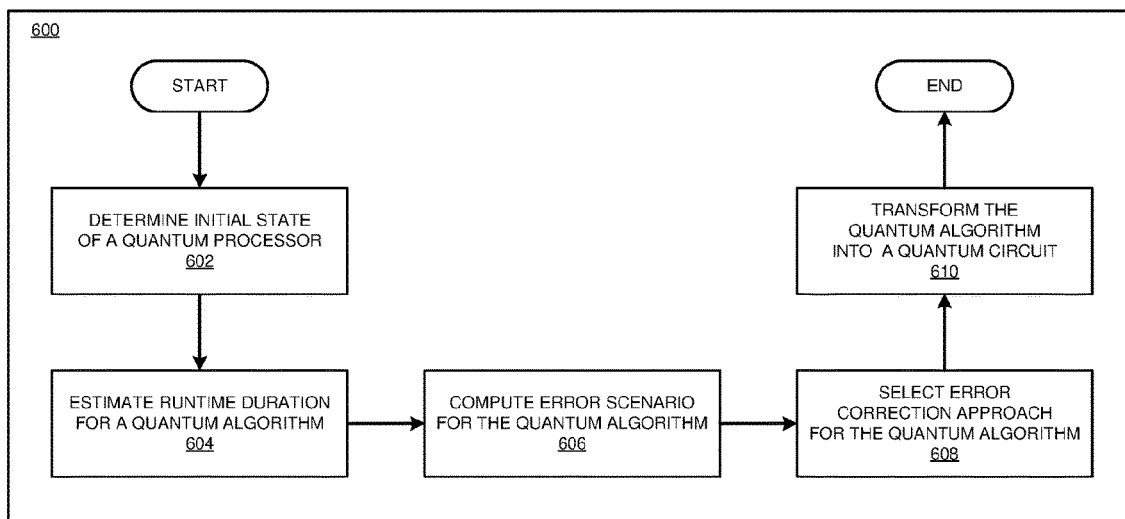 600
START
DETERMINE INITIAL STATE
OF A QUANTUM PROCESSOR
602
ESTIMATE RUNTIME DURATION
FOR A QUANTUM ALGORITHM
604
COMPUTE ERROR SCENARIO
FOR THE QUANTUM ALGORITHM
606
SELECT ERROR
CORRECTION APPROACH
FOR THE QUANTUM ALGORITHM
608
TRANSFORM THE
QUANTUM ALGORITHM
INTO A QUANTUM CIRCUIT
610
END